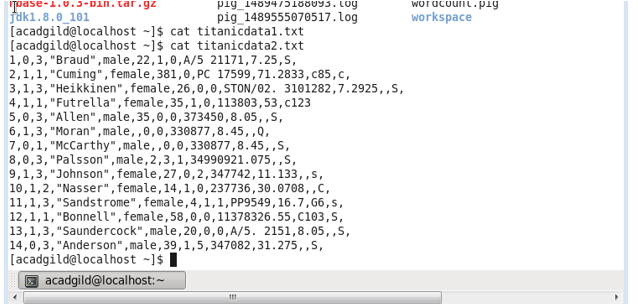 hbase-1.0.3-bin.tar.gz pig_1489475188093.log wordcount.pig
jdk1.8.0_101 pig_1489555070517.log workspace
[acadgild@localhost ~]$ cat titanicdata1.txt
[acadgild@localhost ~]$ cat titanicdata2.txt
1,0,3,"Braud",male,22,1,0,A/5 21171,7.25,S,
2,1,1,"Cuming",female,381,0,PC 17599,71.2833,c85,c,
3,1,3,"Heikkinen",female,26,0,0,STON/02. 3101282,7.2925,,S,
4,1,1,"Futrella",female,35,1,0,113803,53,c123
5,0,3,"Allen",male,35,0,0,373450,8.05,,S,
6,1,3,"Moran",male,,0,0,330877,8.45,,Q,
7,0,1,"McCarthy",male,,0,0,330877,8.45,,S,
8,0,3,"Palsson",male,2,3,1,34990921.075,,S,
9,1,3,"Johnson",female,27,0,2,347742,11.133,,s,
10,1,2,"Nasser",female,14,1,0,237736,30.0708,,C,
11,1,3,"Sandstrome",female,4,1,1,PP9549,16.7,G6,s,
12,1,1,"Bonnell",female,58,0,0,11378326.55,C103,S,
13,1,3,"Saundercock",male,20,0,0,A/5. 2151,8.05,,S,
14,0,3,"Anderson",male,39,1,5,347082,31.275,,S,
[acadgild@localhost ~]$
acadgild@localhost:~